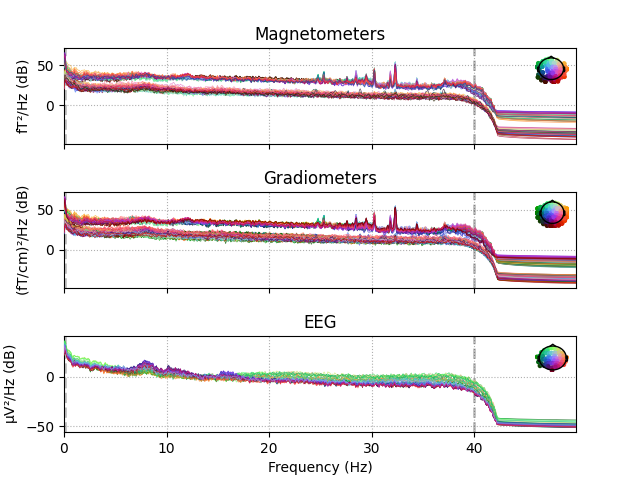 Magnetometers
fT²/Hz (dB)
50
0
Gradiometers
(fT/cm)²/Hz (dB)
50
0
EEG
µV²/Hz (dB)
0
−50
0 10 20 30 40
Frequency (Hz)